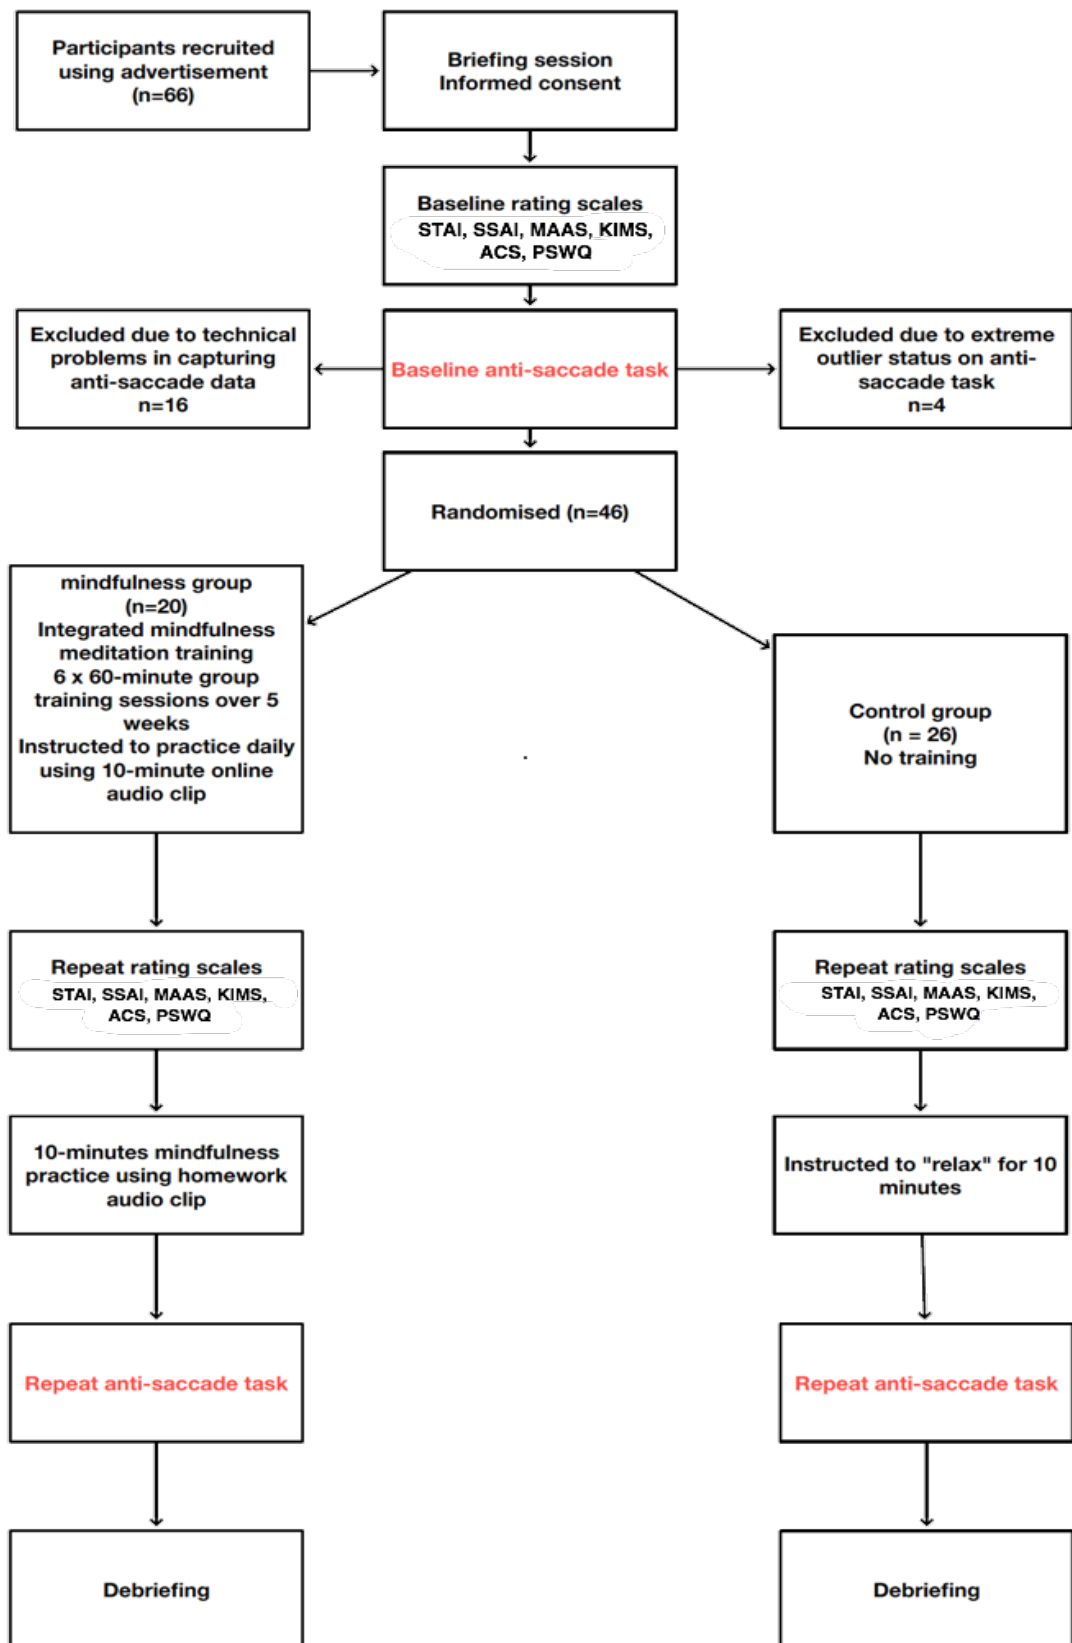 Participants recruited
using advertisement
(n=66)
Briefing session
Informed consent
Baseline rating scales
STAI, SSAI, MAAS, KIMS,
ACS, PSWQ
Excluded due to technical
problems in capturing
anti-saccade data
n=16
Baseline anti-saccade task
Excluded due to extreme
outlier status on anti-
saccade task
n=4
Randomised (n=46)
mindfulness group
(n=20)
Integrated mindfulness
meditation training
6 x 60-minute group
training sessions over 5
weeks
Instructed to practice daily
using 10-minute online
audio clip
Control group
(n = 26)
No training
Repeat rating scales
STAI, SSAI, MAAS, KIMS,
ACS, PSWQ
Repeat rating scales
STAI, SSAI, MAAS, KIMS,
ACS, PSWQ
10-minutes mindfulness
practice using homework
audio clip
Instructed to "relax" for 10
minutes
Repeat anti-saccade task
Repeat anti-saccade task
Debriefing
Debriefing